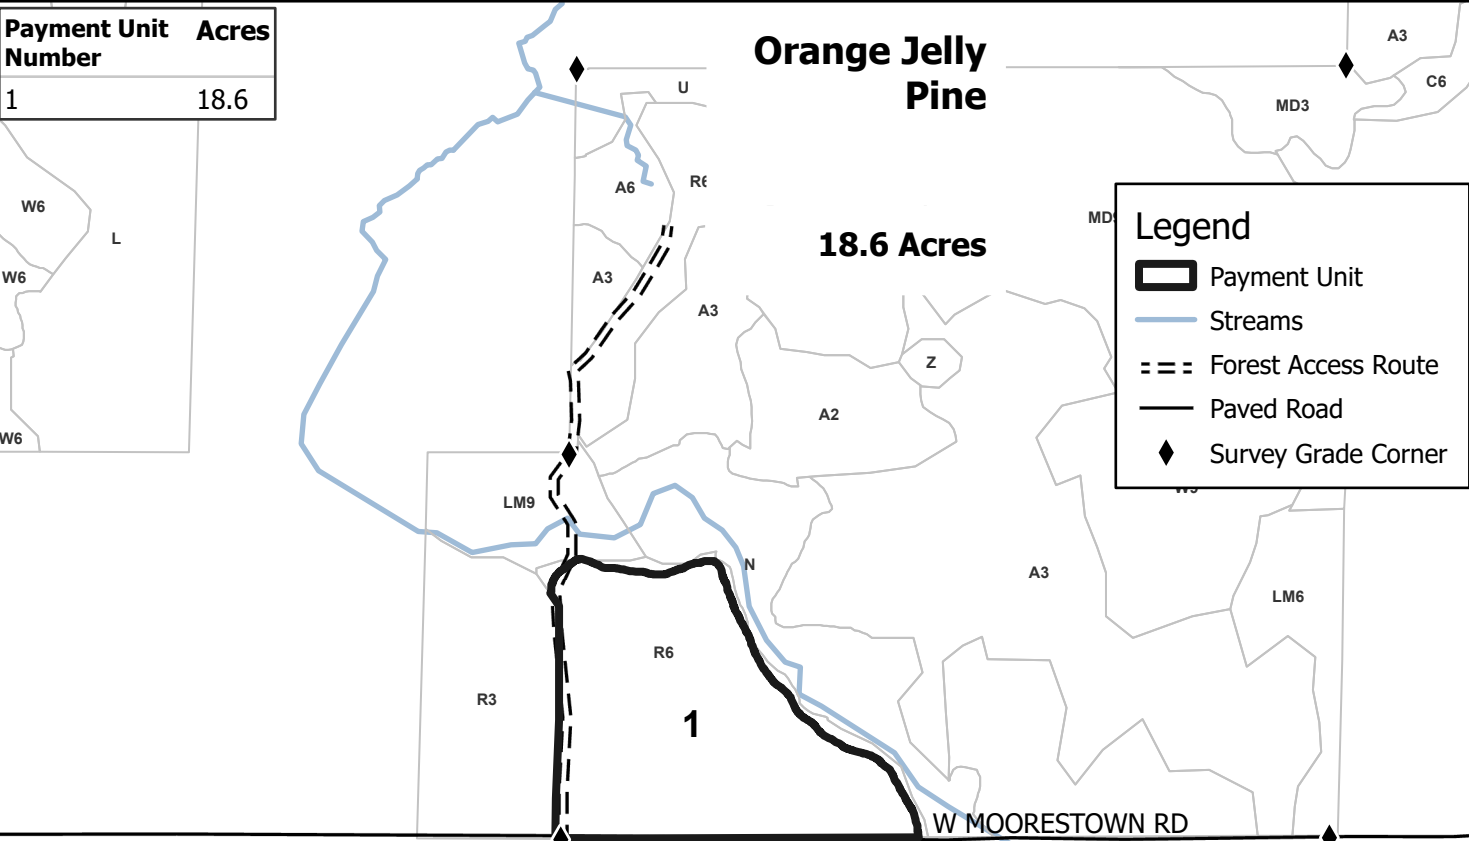 Payment Unit Number Acres
1 18.6
Orange Jelly
Pine
18.6 Acres
U
A3
C6
MD3
W6
L
W6
W6
A6
R6
A3
A3
MD9
Legend
Payment Unit
Streams
Forest Access Route
Paved Road
Survey Grade Corner
Z
A2
LM9
N
A3
LM6
R6
R3
1
W MOORESTOWN RD